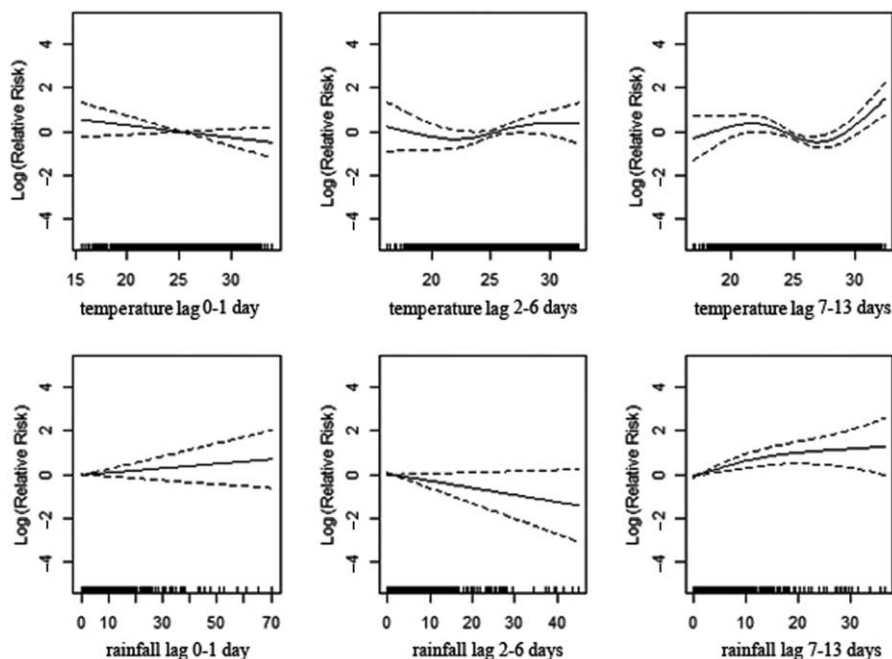 Log (Relative Risk)
4
2
0
−2
−4
15 20 25 30
temperature lag 0-1 day
Log (Relative Risk)
4
2
0
−2
−4
20 25 30
temperature lag 2-6 days
Log (Relative Risk)
4
2
0
−2
−4
20 25 30
temperature lag 7-13 days
Log (Relative Risk)
4
2
0
−2
−4
0 10 30 50 70
rainfall lag 0-1 day
Log (Relative Risk)
4
2
0
−2
−4
0 10 20 30 40
rainfall lag 2-6 days
Log (Relative Risk)
4
2
0
−2
−4
0 10 20 30
rainfall lag 7-13 days